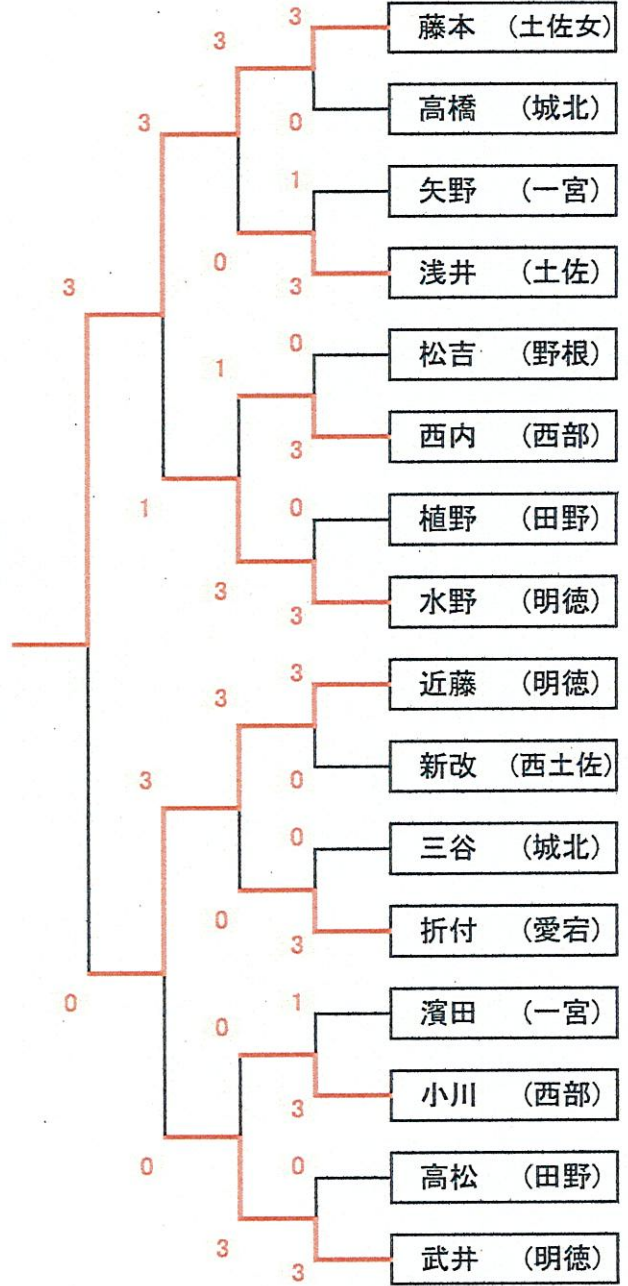 3
3
藤本 (土佐女)
3
0
高橋 (城北)
1
矢野 (一宮)
0
3
浅井 (土佐)
3
0
松吉 (野根)
1
3
西内 (西部)
1
0
植野 (田野)
3
3
水野 (明徳)
3
3
近藤 (明徳)
3
0
新改 (西土佐)
0
三谷 (城北)
0
3
折付 (愛宕)
0
1
濱田 (一宮)
0
3
小川 (西部)
0
0
高松 (田野)
3
3
武井 (明徳)